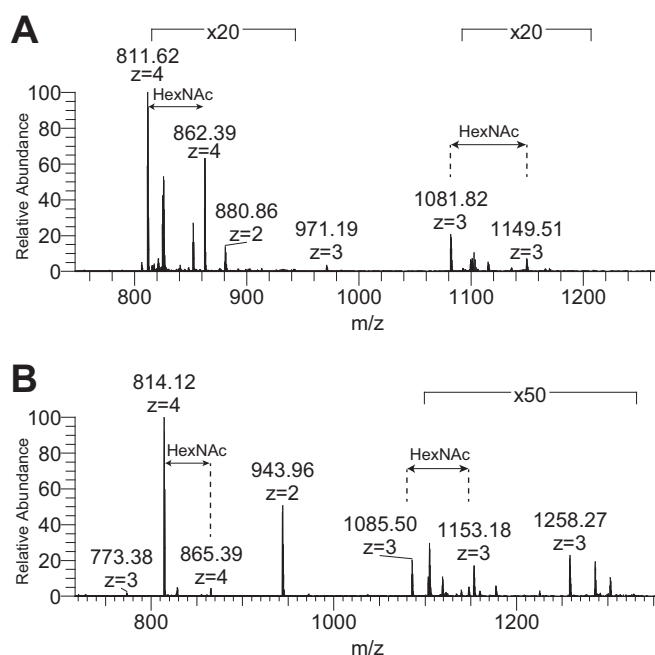 A
x20
x20
811.62
z=4
HexNAc
862.39
z=4
880.86
z=2
971.19
z=3
HexNAc
1081.82
z=3
1149.51
z=3
Relative Abundance
100
80
60
40
20
0
800
900
1000
1100
1200
m/z
B
x50
814.12
z=4
HexNAc
943.96
z=2
773.38
z=3
865.39
z=4
HexNAc
1085.50
z=3
1153.18
z=3
1258.27
z=3
Relative Abundance
100
80
60
40
20
0
800
1000
1200
m/z